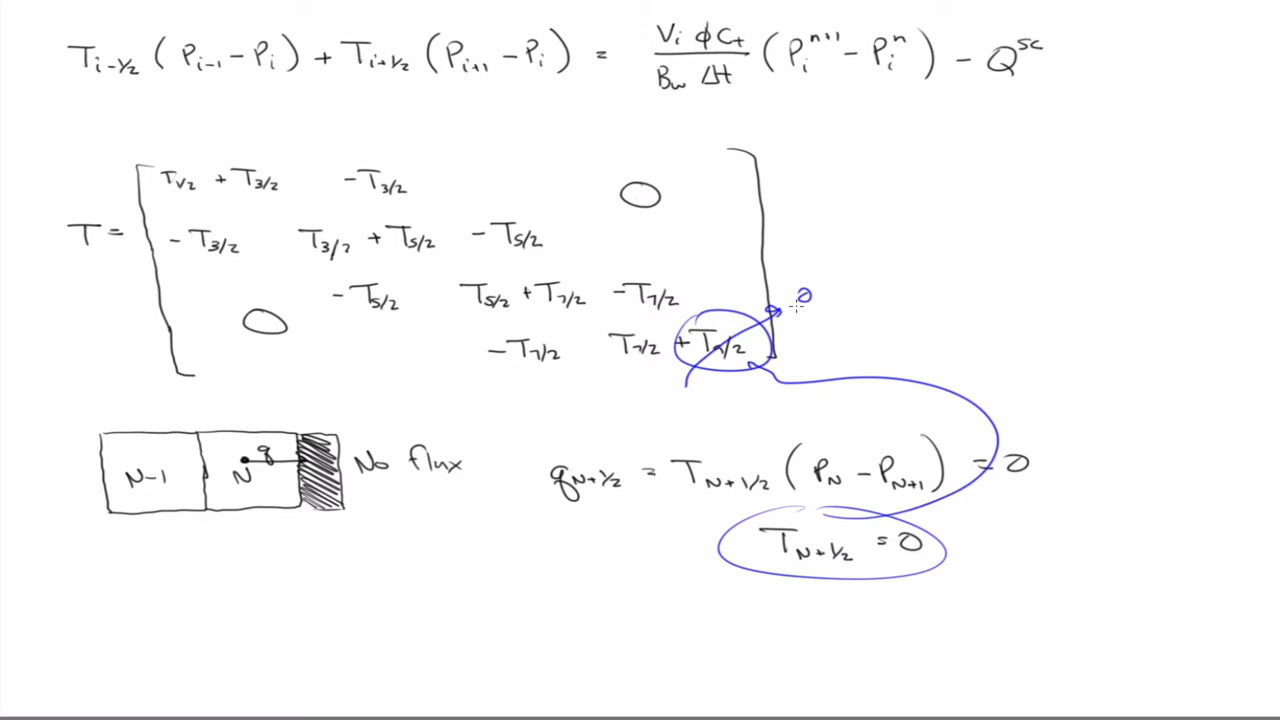 T_{i-1/2} ( P_{i-1} - P_i ) + T_{i+1/2} ( P_{i+1} - P_i ) = \frac{V_i φ C_t}{B_w Δt} ( P_i^{n+1} - P_i^n ) - Q^{sc}
T_{1/2} + T_{3/2} -T_{3/2} 0
T = -T_{3/2} T_{3/2} + T_{5/2} -T_{5/2}
-T_{5/2} T_{5/2} + T_{7/2} -T_{7/2} 0
0 -T_{7/2} T_{7/2} + T_{9/2}
N-1 N q No flux q_{N+1/2} = T_{N+1/2} ( P_N - P_{N+1} ) = 0
T_{N+1/2} = 0